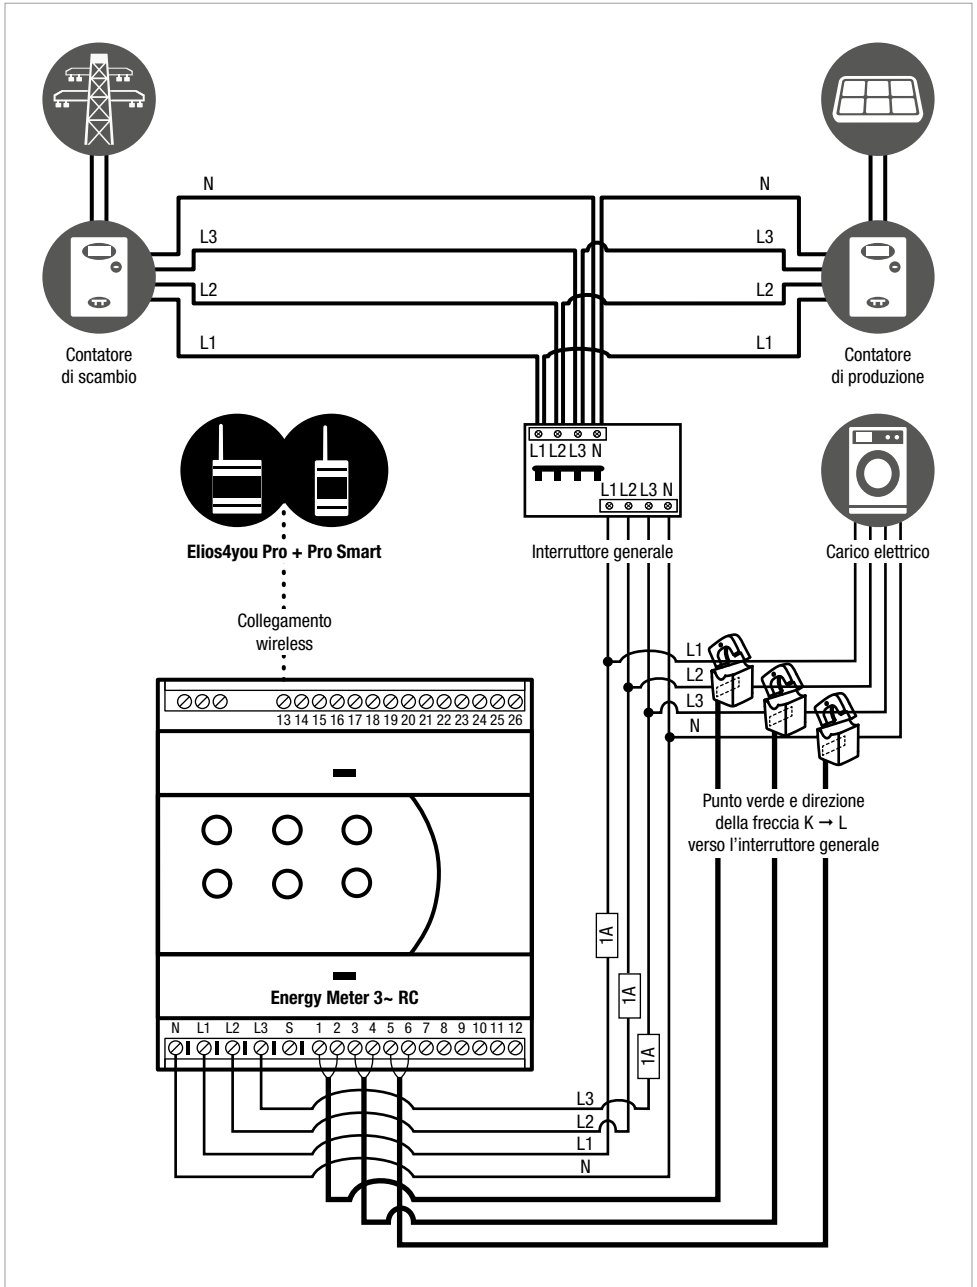 N
N
L3
L3
L2
L2
L1
L1
Contatore
di scambio
Contatore
di produzione
L1 L2 L3 N
L1 L2 L3 N
Elios4you Pro + Pro Smart
Interruttore generale
Carico elettrico
Collegamento
wireless
L1
L2
L3
N
13 14 15 16 17 18 19 20 21 22 23 24 25 26
Punto verde e direzione
della freccia K → L
verso l'interruttore generale
1A
1A
1A
Energy Meter 3~ RC
N L1 L2 L3 S 1 2 3 4 5 6 7 8 9 10 11 12
L3
L2
L1
N